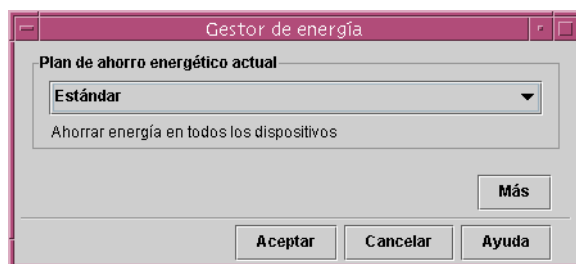 Gestor de energía
Plan de ahorro energético actual
Estándar
Ahorrar energía en todos los dispositivos
Más
Aceptar Cancelar Ayuda